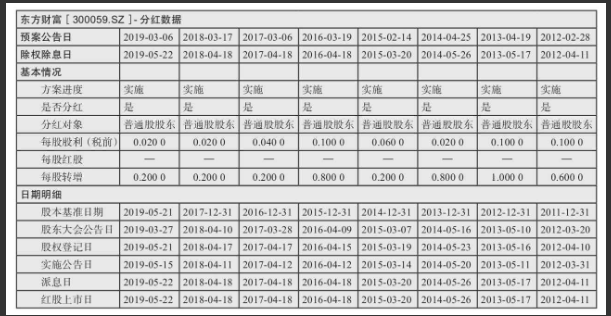 东方财富［300059.SZ］- 分红数据
预案公告日 2019-03-06 2018-03-17 2017-03-06 2016-03-19 2015-02-14 2014-04-25 2013-04-19 2012-02-28
除权除息日 2019-05-22 2018-04-18 2017-04-18 2016-04-18 2015-03-20 2014-05-26 2013-05-17 2012-04-11
基本情况
方案进度 实施 实施 实施 实施 实施 实施 实施 实施
是否分红 是 是 是 是 是 是 是 是
分红对象 普通股股东 普通股股东 普通股股东 普通股股东 普通股股东 普通股股东 普通股股东 普通股股东
每股股利（税前） 0.020 0 0.020 0 0.040 0 0.100 0 0.060 0 0.020 0 0.100 0 0.100 0
每股红股 — — — — — — — —
每股转增 0.200 0 0.200 0 0.200 0 0.800 0 0.200 0 0.800 0 1.000 0 0.600 0
日期明细
股本基准日期 2019-05-21 2017-12-31 2016-12-31 2015-12-31 2014-12-31 2013-12-31 2012-12-31 2011-12-31
股东大会公告日 2019-03-27 2018-04-10 2017-03-28 2016-04-09 2015-03-07 2014-05-16 2013-05-10 2012-03-20
股权登记日 2019-05-21 2018-04-17 2017-04-17 2016-04-15 2015-03-19 2014-05-23 2013-05-16 2012-04-10
实施公告日 2019-05-15 2018-04-11 2017-04-12 2016-04-12 2015-03-14 2014-05-20 2013-05-11 2012-03-31
派息日 2019-05-22 2018-04-18 2017-04-18 2016-04-18 2015-03-20 2014-05-26 2013-05-17 2012-04-11
红股上市日 2019-05-22 2018-04-18 2017-04-18 2016-04-18 2015-03-20 2014-05-26 2013-05-17 2012-04-11